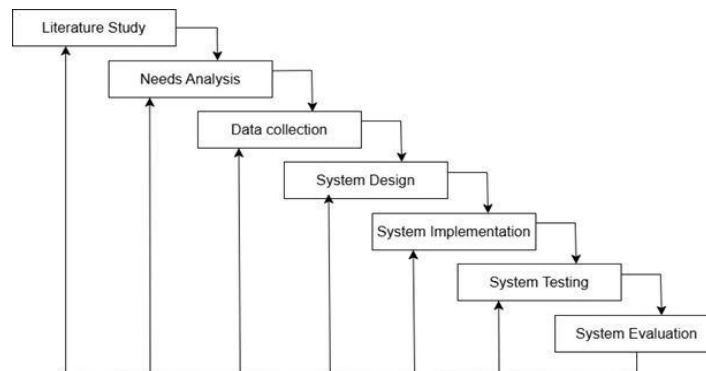 Literature Study
Needs Analysis
Data collection
System Design
System Implementation
System Testing
System Evaluation